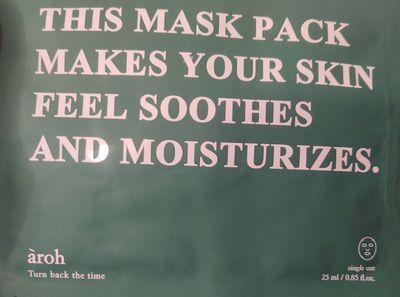 THIS MASK PACK
MAKES YOUR SKIN
FEEL SOOTHES
AND MOISTURIZES.
àroh
Turn back the time
single use
25 ml / 0.85 fl.oz.